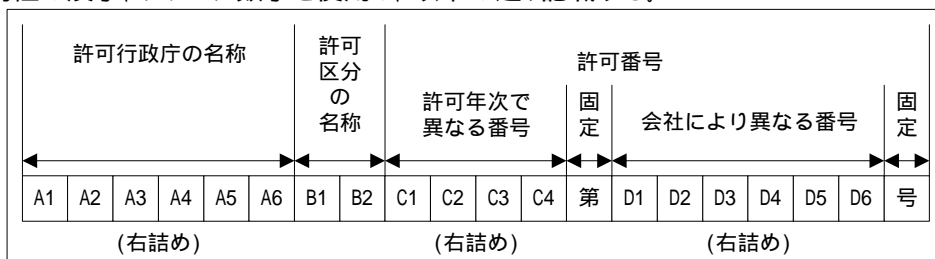 許可行政庁の名称
許可
区分
の
名称
許可番号
許可年次で
異なる番号
固
定
会社により異なる番号
固
定
A1 A2 A3 A4 A5 A6 B1 B2 C1 C2 C3 C4 第 D1 D2 D3 D4 D5 D6 号
(右詰め) (右詰め) (右詰め)